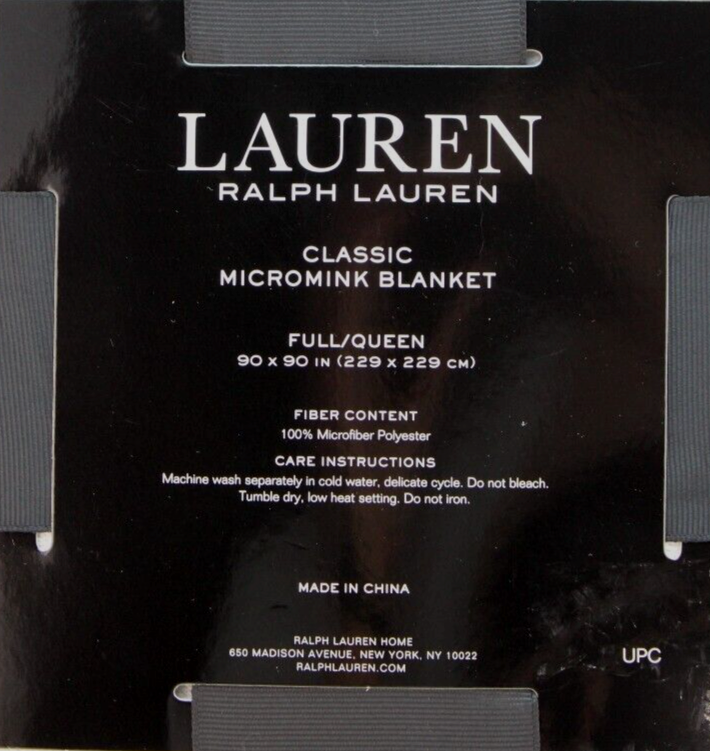 LAUREN
RALPH LAUREN
CLASSIC
MICROMINK BLANKET
FULL/QUEEN
90 x 90 IN (229 x 229 CM)
FIBER CONTENT
100% Microfiber Polyester
CARE INSTRUCTIONS
Machine wash separately in cold water, delicate cycle. Do not bleach.
Tumble dry, low heat setting. Do not iron.
MADE IN CHINA
RALPH LAUREN HOME
650 MADISON AVENUE, NEW YORK, NY 10022
RALPHLAUREN.COM
UPC